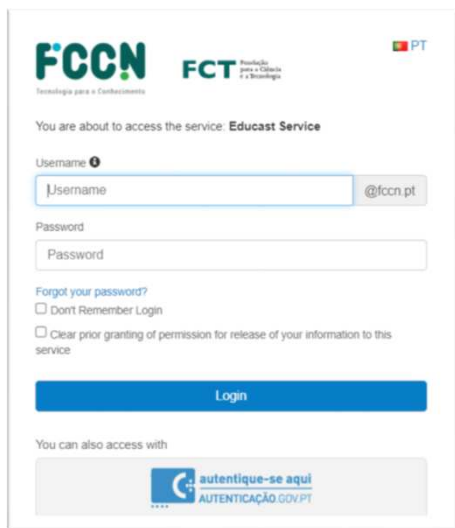 PT
FCCN
Tecnologia para o Conhecimento
FCT Fundação
para a Ciência
e a Tecnologia
You are about to access the service: Educast Service
Username
Username @fccn.pt
Password
Password
Forgot your password?
Don't Remember Login
Clear prior granting of permission for release of your information to this
service
Login
You can also access with
autentique-se aqui
AUTENTICAÇÃO.GOV.PT